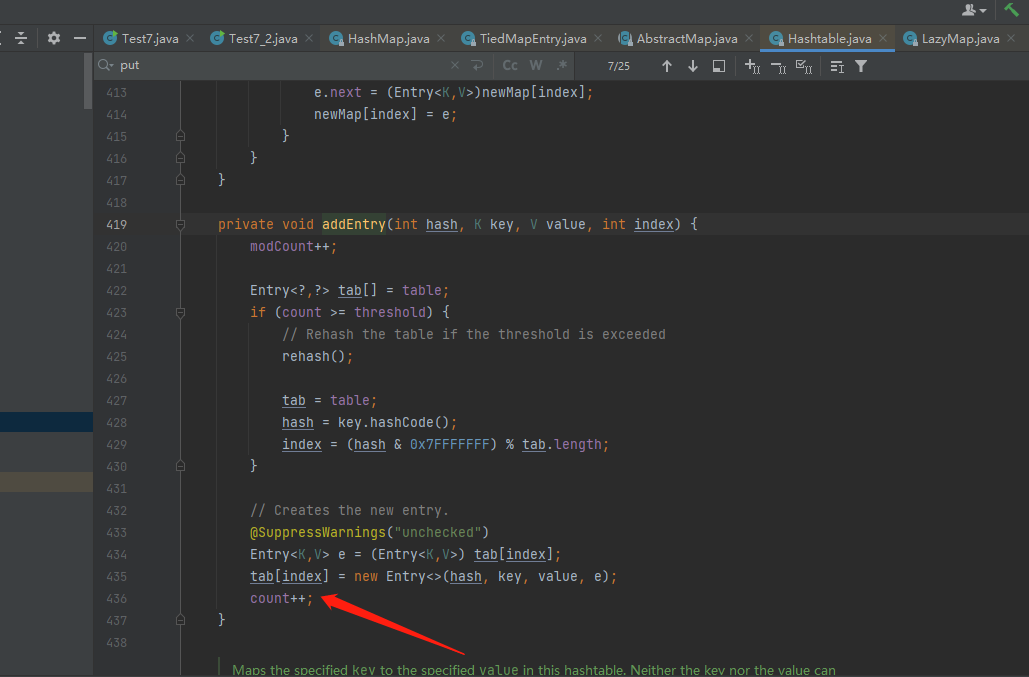 Test7.java Test7_2.java HashMap.java TiedMapEntry.java AbstractMap.java Hashtable.java LazyMap.java
put Cc W .* 7/25
413 e.next = (Entry<K,V>)newMap[index];
414 newMap[index] = e;
415 }
416 }
417 }
418
419 private void addEntry(int hash, K key, V value, int index) {
420 modCount++;
421
422 Entry<?,?> tab[] = table;
423 if (count >= threshold) {
424 // Rehash the table if the threshold is exceeded
425 rehash();
426
427 tab = table;
428 hash = key.hashCode();
429 index = (hash & 0x7FFFFFFF) % tab.length;
430 }
431
432 // Creates the new entry.
433 @SuppressWarnings("unchecked")
434 Entry<K,V> e = (Entry<K,V>) tab[index];
435 tab[index] = new Entry<>(hash, key, value, e);
436 count++;
437 }
438
Maps the specified key to the specified value in this hashtable. Neither the key nor the value can